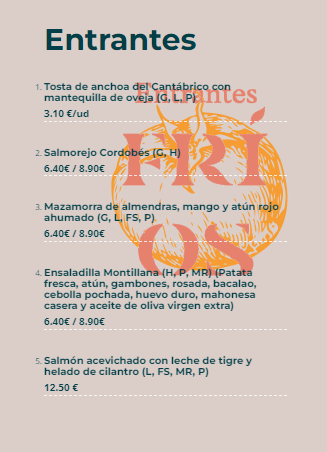 Entrantes
Entrantes
FRÍ
OS
1. Tosta de anchoa del Cantábrico con
mantequilla de oveja (G, L, P)
3.10 €/ud
2. Salmorejo Cordobés (G, H)
6.40€ / 8.90€
3. Mazamorra de almendras, mango y atún rojo
ahumado (G, L, FS, P)
6.40€ / 8.90€
4. Ensaladilla Montillana (H, P, MR) (Patata
fresca, atún, gambones, rosada, bacalao,
cebolla pochada, huevo duro, mahonesa
casera y aceite de oliva virgen extra)
6.40€ / 8.90€
5. Salmón acevichado con leche de tigre y
helado de cilantro (L, FS, MR, P)
12.50 €